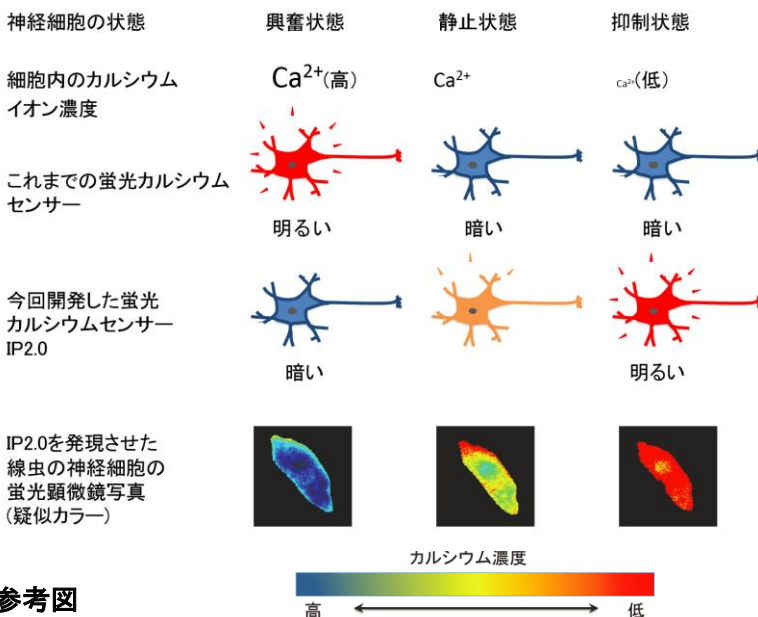 神経細胞の状態 興奮状態 静止状態 抑制状態
細胞内のカルシウム
イオン濃度
Ca²⁺(高) Ca²⁺ Ca²⁺(低)
これまでの蛍光カルシウム
センサー
明るい 暗い 暗い
今回開発した蛍光
カルシウムセンサー
IP2.0
暗い 明るい
IP2.0を発現させた
線虫の神経細胞の
蛍光顕微鏡写真
(疑似カラー)
カルシウム濃度
高 低
参考図